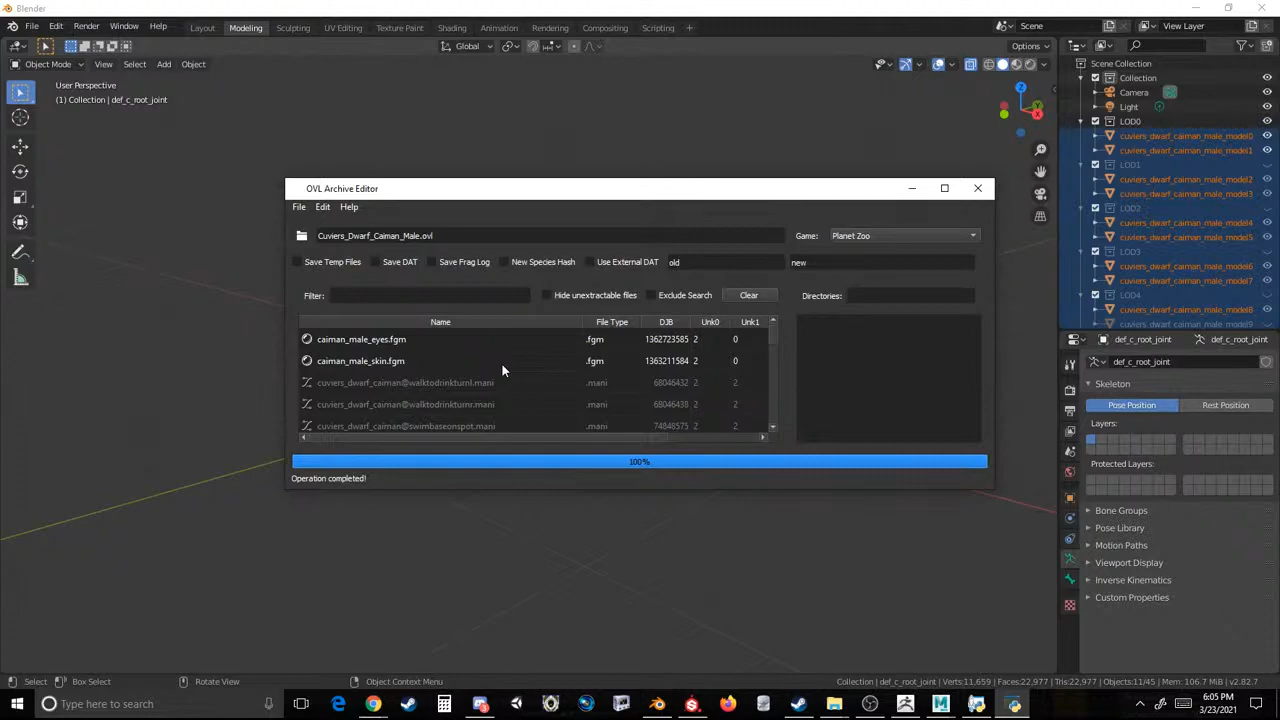 Blender
File Edit Render Window Help Layout Modeling Sculpting UV Editing Texture Paint Shading Animation Rendering Compositing Scripting + Scene View Layer
Global Options
Object Mode View Select Add Object
User Perspective
(1) Collection | def_c_root_joint
Z
Y
X
Scene Collection
Collection
Camera
Light
LOD0
cuviers_dwarf_caiman_male_model0
cuviers_dwarf_caiman_male_model1
LOD1
cuviers_dwarf_caiman_male_model2
cuviers_dwarf_caiman_male_model3
LOD2
cuviers_dwarf_caiman_male_model4
cuviers_dwarf_caiman_male_model5
LOD3
cuviers_dwarf_caiman_male_model6
cuviers_dwarf_caiman_male_model7
LOD4
cuviers_dwarf_caiman_male_model8
cuviers_dwarf_caiman_male_model9
def_c_root_joint def_c_root_joint
def_c_root_joint
Skeleton
Pose Position Rest Position
Layers:
Protected Layers:
Bone Groups
Pose Library
Motion Paths
Viewport Display
Inverse Kinematics
Custom Properties
OVL Archive Editor
File Edit Help
Cuviers_Dwarf_Caiman_Male.ovl Game: Planet Zoo
Save Temp Files Save DAT Save Frag Log New Species Hash Use External DAT old new
Filter: Hide unextractable files Exclude Search Clear Directories:
Name File Type DJB Unk0 Unk1
caiman_male_eyes.fgm .fgm 1362723585 2 0
caiman_male_skin.fgm .fgm 1363211584 2 0
cuviers_dwarf_caiman@walktodrinkturnl.mani .mani 68046432 2 2
cuviers_dwarf_caiman@walktodrinkturnr.mani .mani 68046438 2 2
cuviers_dwarf_caiman@swimbaseonspot.mani .mani 74848575 2 2
100%
Operation completed!
Select Box Select Rotate View Object Context Menu Collection | def_c_root_joint | Verts:11,659 | Faces:22,977 | Tris:22,977 | Objects:11/45 | Mem: 106.7 MiB | v2.82.7
Type here to search
6:05 PM
3/23/2021